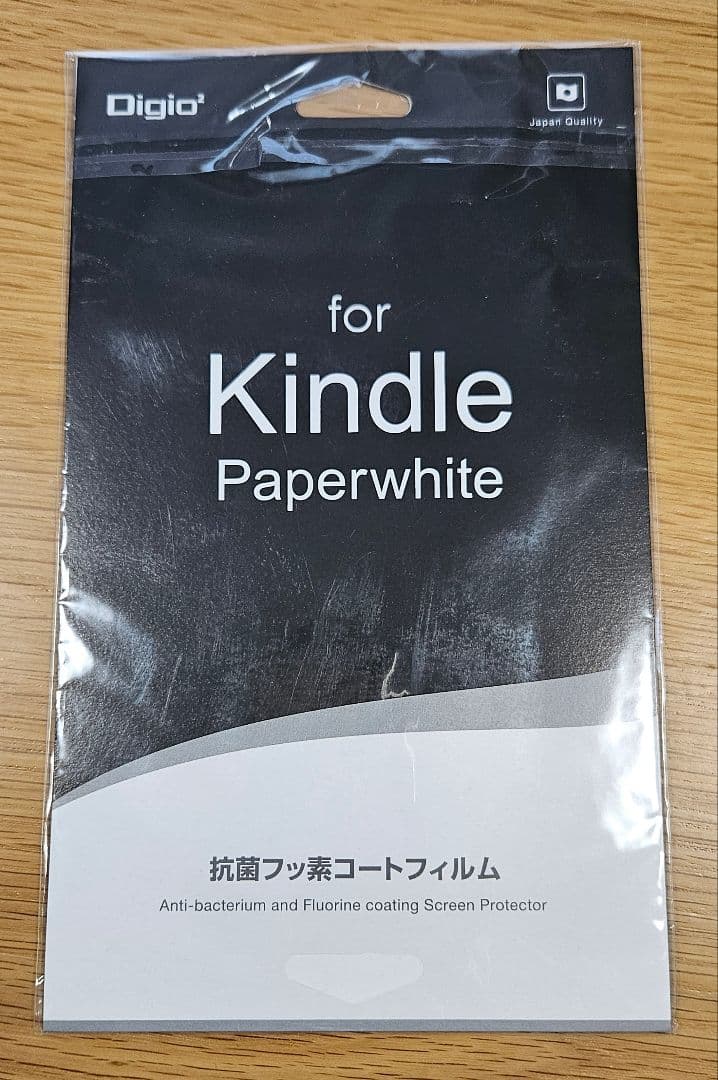 Digio²
Japan Quality
for
Kindle
Paperwhite
抗菌フッ素コートフィルム
Anti-bacterium and Fluorine coating Screen Protector